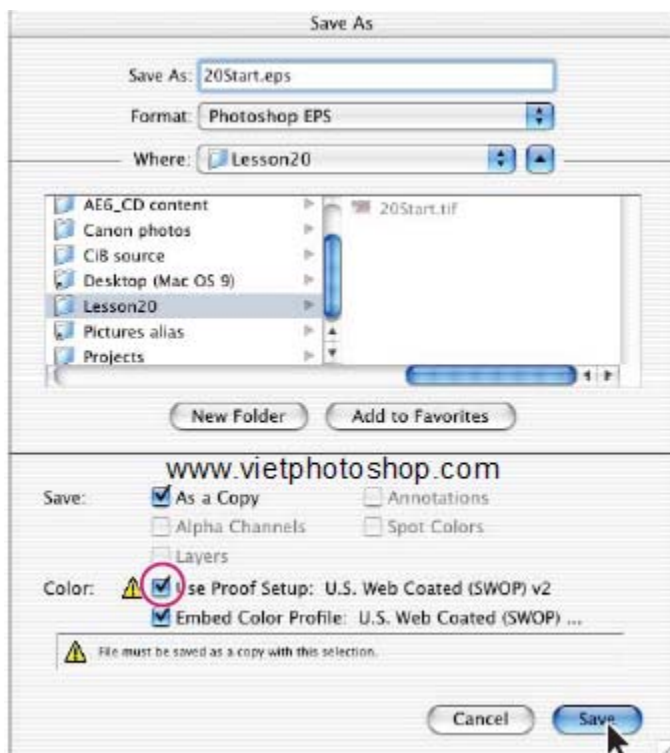 Save As
Save As: 20Start.eps
Format: Photoshop EPS
Where: Lesson20
AE6_CD content
20Start.tif
Canon photos
CiB source
Desktop (Mac OS 9)
Lesson20
Pictures alias
Projects
New Folder Add to Favorites
www.vietphotoshop.com
Save: As a Copy Annotations
Alpha Channels Spot Colors
Layers
Color: Use Proof Setup: U.S. Web Coated (SWOP) v2
Embed Color Profile: U.S. Web Coated (SWOP) ...
File must be saved as a copy with this selection.
Cancel Save